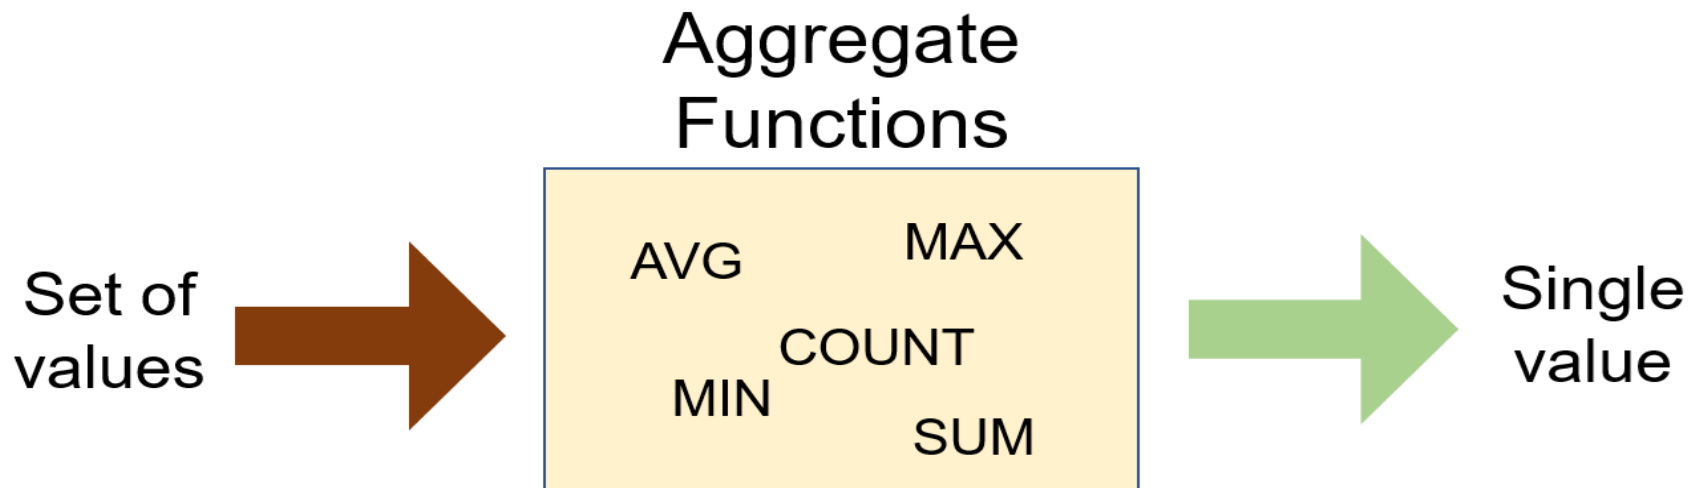 Aggregate
Functions
Set of
values
AVG
MAX
COUNT
MIN
SUM
Single
value